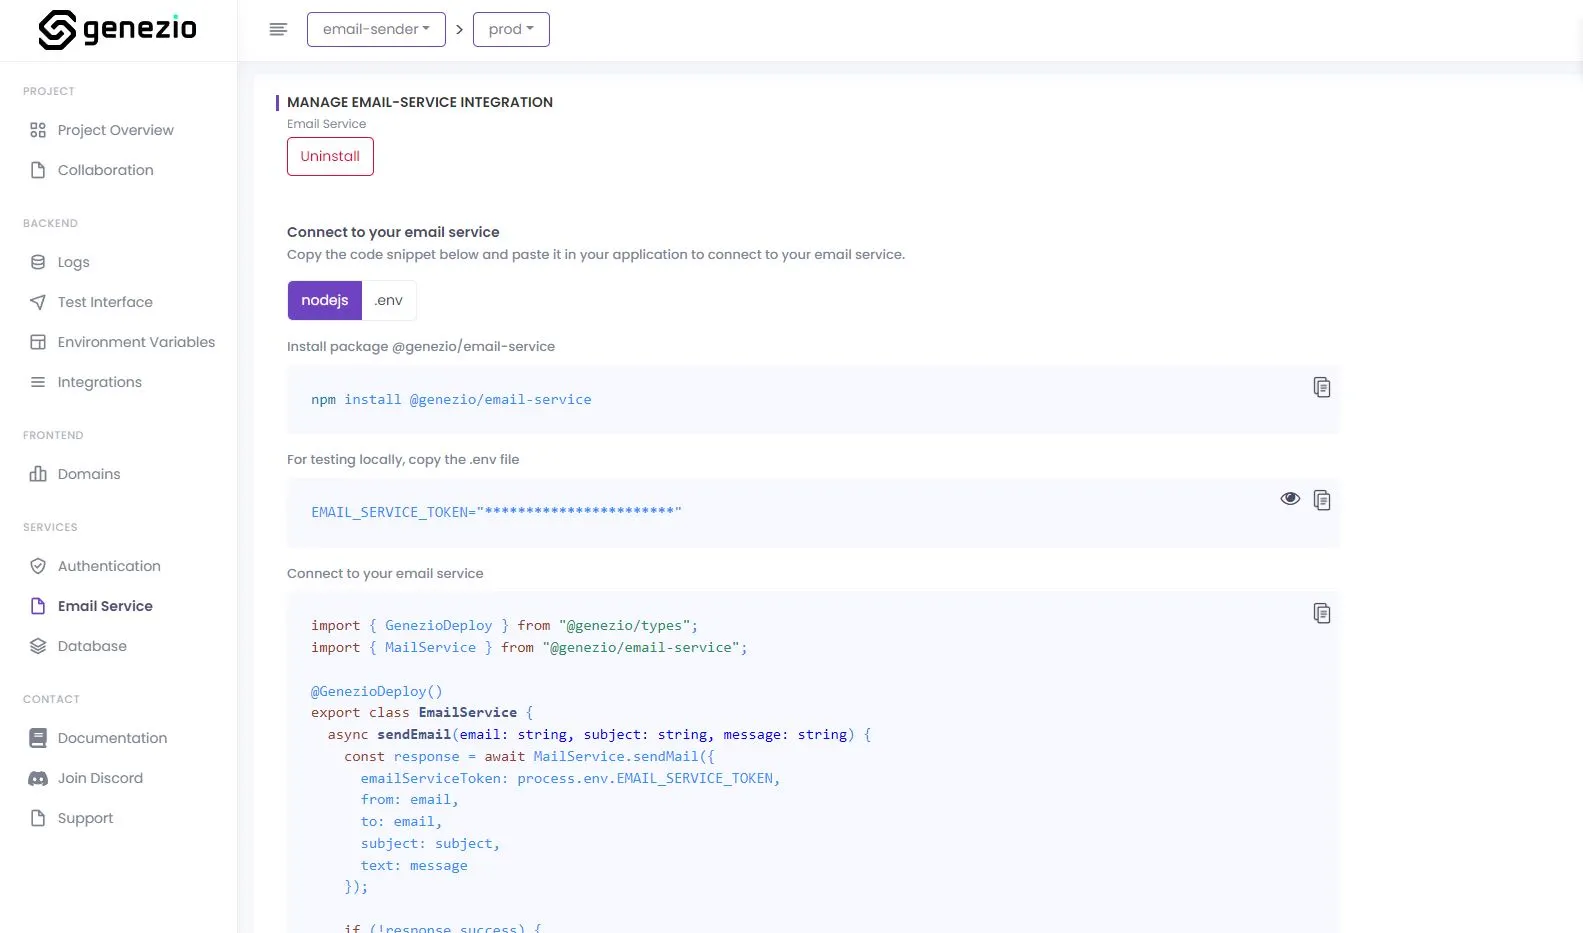 genezio
email-sender > prod
PROJECT
Project Overview
Collaboration
BACKEND
Logs
Test Interface
Environment Variables
Integrations
FRONTEND
Domains
SERVICES
Authentication
Email Service
Database
CONTACT
Documentation
Join Discord
Support
MANAGE EMAIL-SERVICE INTEGRATION
Email Service
Uninstall
Connect to your email service
Copy the code snippet below and paste it in your application to connect to your email service.
nodejs .env
Install package @genezio/email-service
npm install @genezio/email-service
For testing locally, copy the .env file
EMAIL_SERVICE_TOKEN="***********************"
Connect to your email service
import { GenezioDeploy } from "@genezio/types";
import { MailService } from "@genezio/email-service";
@GenezioDeploy()
export class EmailService {
async sendEmail(email: string, subject: string, message: string) {
const response = await MailService.sendMail({
emailServiceToken: process.env.EMAIL_SERVICE_TOKEN,
from: email,
to: email,
subject: subject,
text: message
});
if (!response.success) {